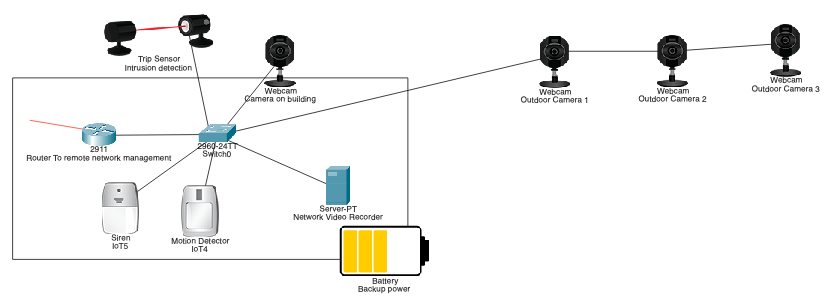 Trip Sensor
Intrusion detection
Webcam
Camera on building
Webcam
Outdoor Camera 1
Webcam
Outdoor Camera 2
Webcam
Outdoor Camera 3
2911
Router To remote network management
2960-24TT
Switch0
Siren
IoT5
Motion Detector
IoT4
Server-PT
Network Video Recorder
Battery
Backup power